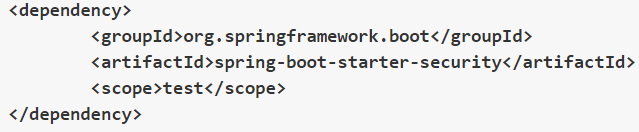 <dependency>
<groupId>org.springframework.boot</groupId>
<artifactId>spring-boot-starter-security</artifactId>
<scope>test</scope>
</dependency>